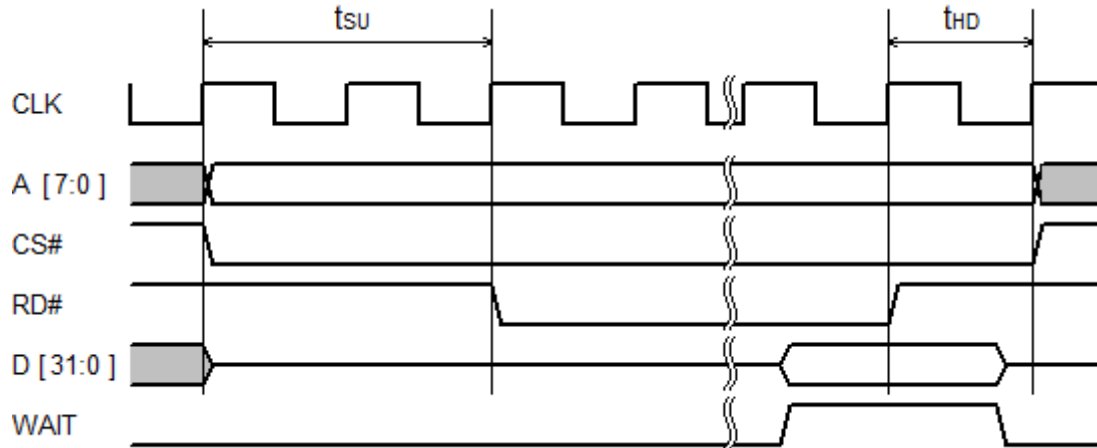 tSU
tHD
CLK
A [7:0]
CS#
RD#
D [31:0]
WAIT